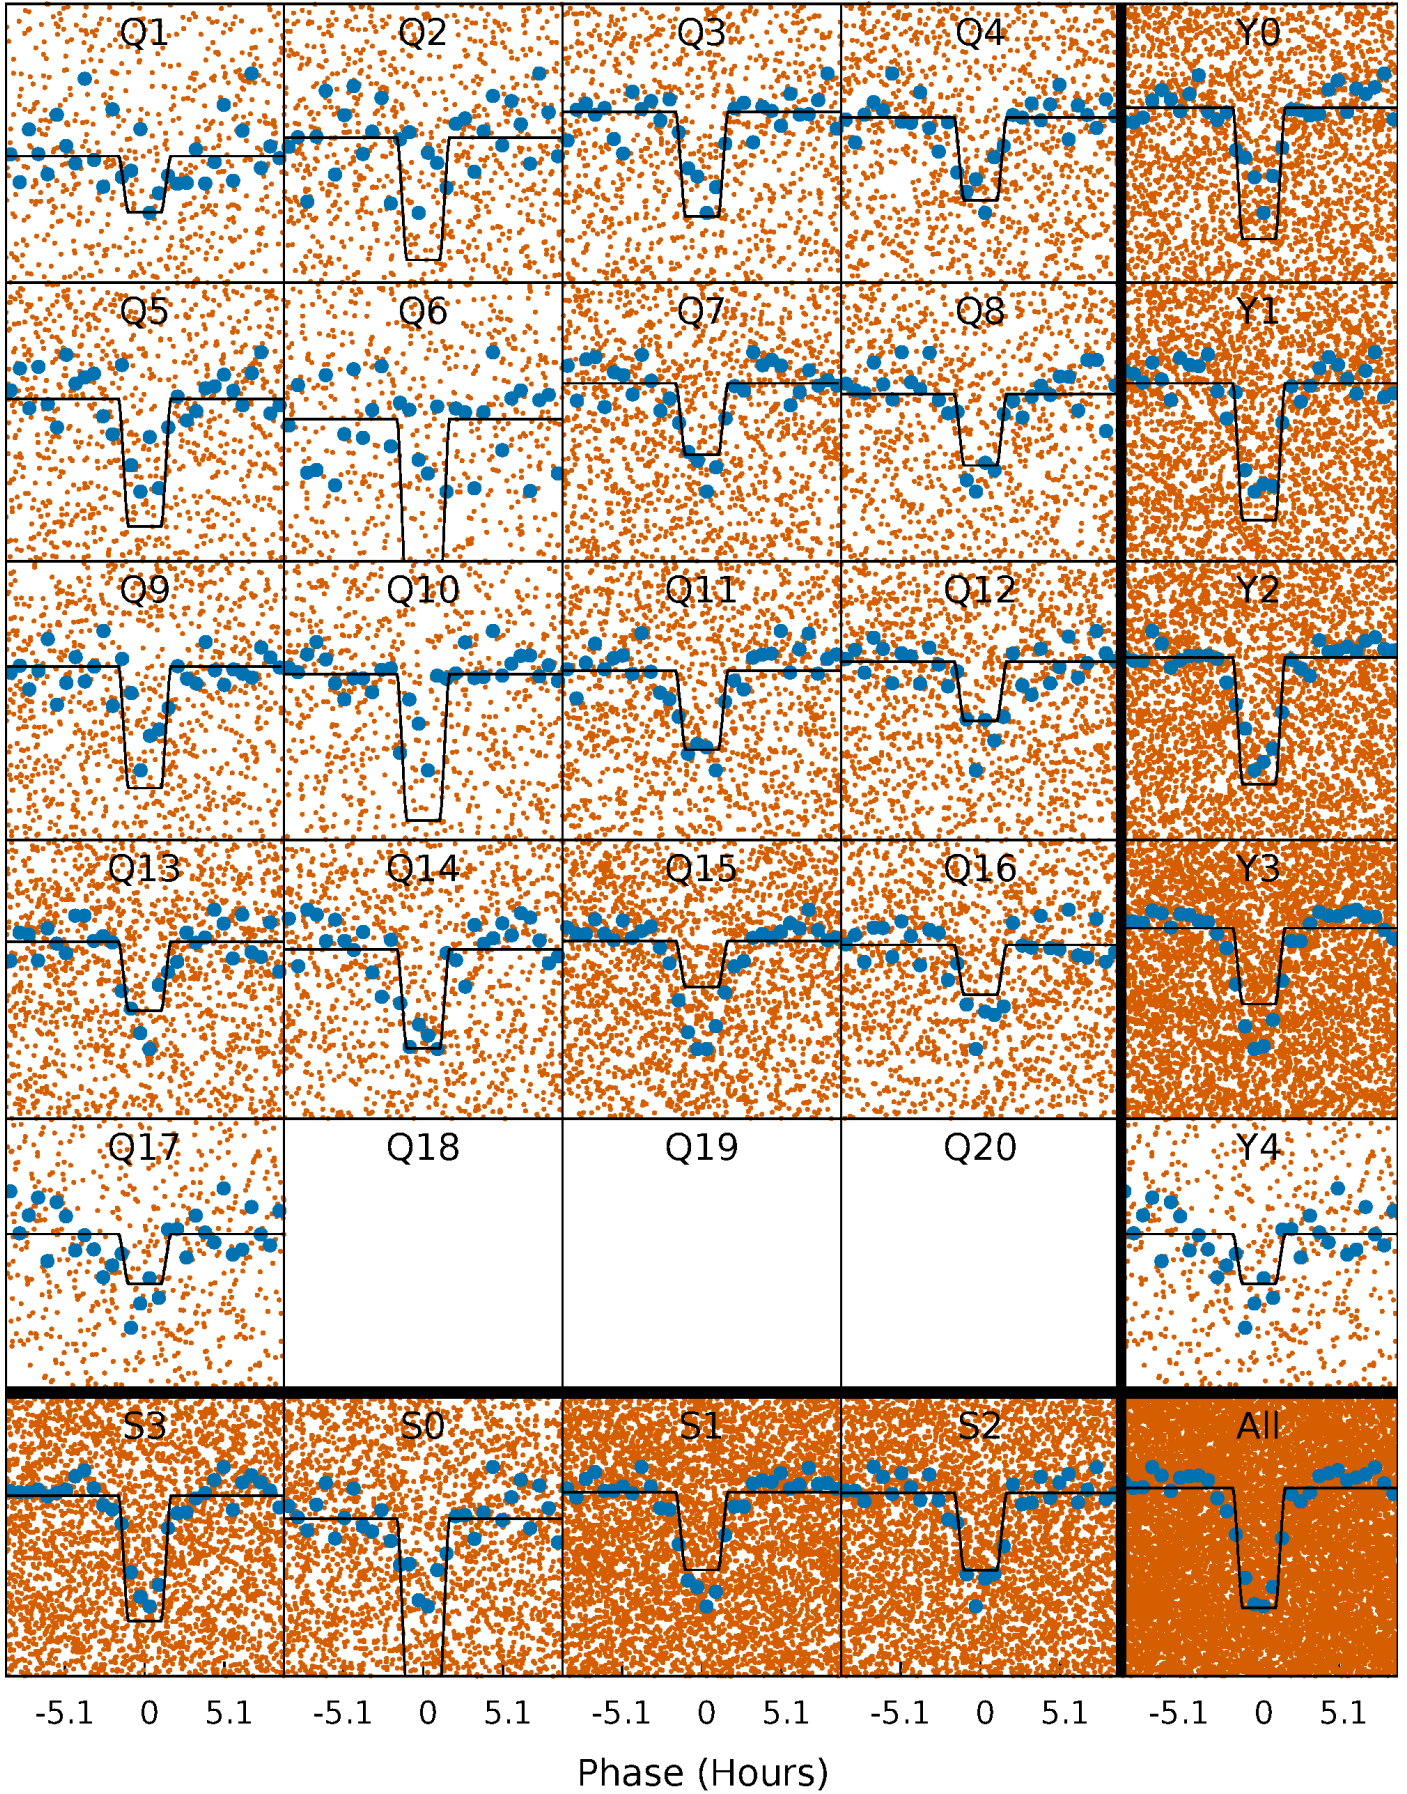 Q1 Q2 Q3 Q4 Y0
Q5 Q6 Q7 Q8 Y1
Q9 Q10 Q11 Q12 Y2
Q13 Q14 Q15 Q16 Y3
Q17 Q18 Q19 Q20 Y4
S3 S0 S1 S2 All
-5.1 0 5.1 -5.1 0 5.1 -5.1 0 5.1 -5.1 0 5.1 -5.1 0 5.1
Phase (Hours)